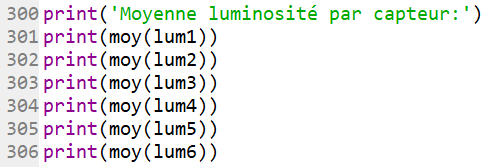 300 print('Moyenne luminosité par capteur:')
301 print(moy(lum1))
302 print(moy(lum2))
303 print(moy(lum3))
304 print(moy(lum4))
305 print(moy(lum5))
306 print(moy(lum6))